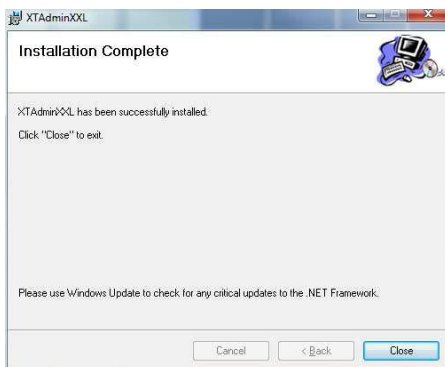 XTAdminXXL
Installation Complete
XTAdminXXL has been successfully installed.
Click "Close" to exit.
Please use Windows Update to check for any critical updates to the .NET Framework.
Cancel
< Back
Close